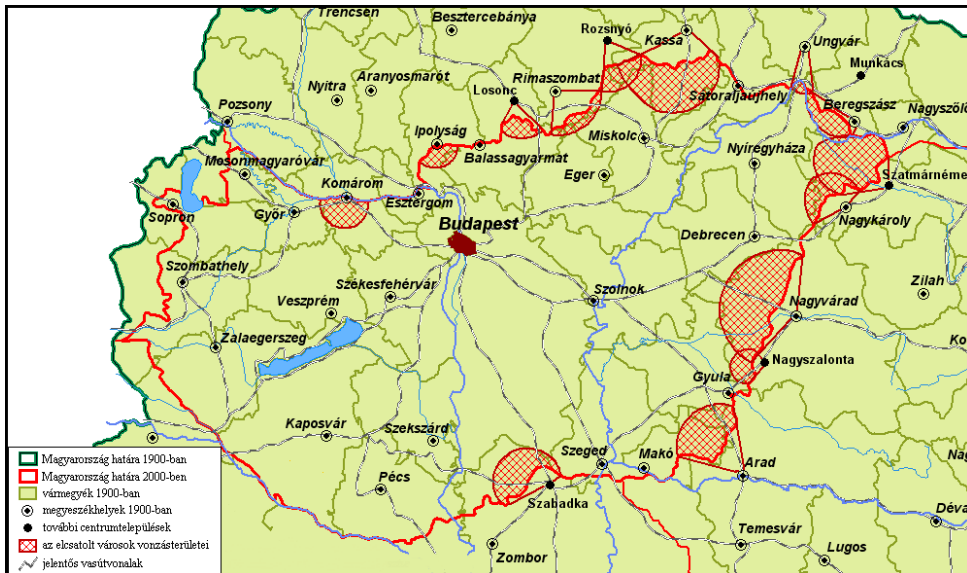 Trencsén
Besztercebánya
Rozsnyó
Kassa
Ungvár
Munkács
Nyitra
Aranyosmarót
Rimaszombat
Losonc
Sátoraljaújhely
Beregszász
Nagyszőlő
Pozsony
Ipolyság
Miskolc
Balassagyarmat
Mosonmagyaróvár
Nyíregyháza
Eger
Szatmárnéme
Komárom
Esztergom
Sopron
Győr
Nagykároly
Budapest
Debrecen
Szombathely
Székesfehérvár
Szolnok
Zilah
Veszprém
Nagyvárad
Zalaegerszeg
Ko
Nagyszalonta
Gyula
Kaposvár
Szekszárd
Szeged
Makó
Arad
Nag
Pécs
Szabadka
Déva
Temesvár
Zombor
Lugos
Magyarország határa 1900-ban
Magyarország határa 2000-ben
vármegyék 1900-ban
megyeszékhelyek 1900-ban
további centrumtelepülések
az elcsatolt városok vonzásterületei
jelentős vasútvonalak